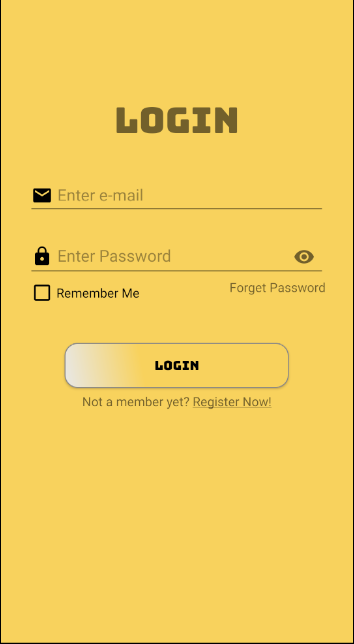 LOGIN
Enter e-mail
Enter Password
Remember Me
Forget Password
LOGIN
Not a member yet? Register Now!